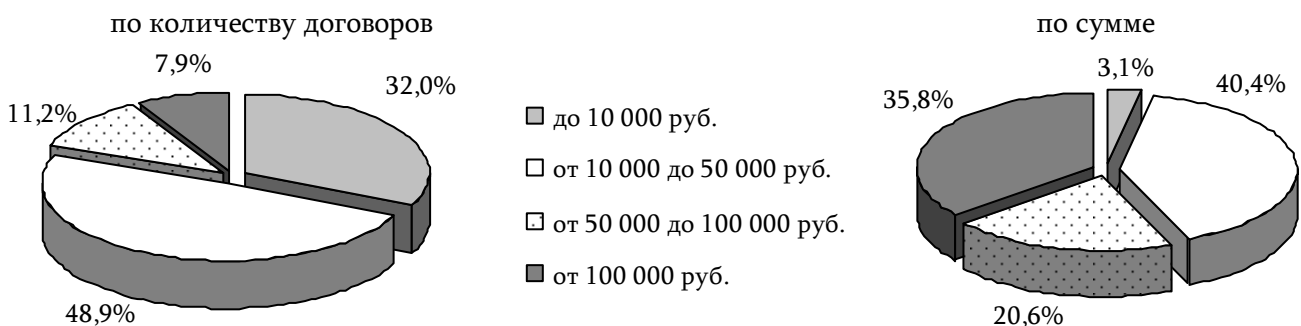 по количеству договоров
7,9%
32,0%
11,2%
48,9%
до 10 000 руб.
от 10 000 до 50 000 руб.
от 50 000 до 100 000 руб.
от 100 000 руб.
по сумме
3,1%
40,4%
35,8%
20,6%